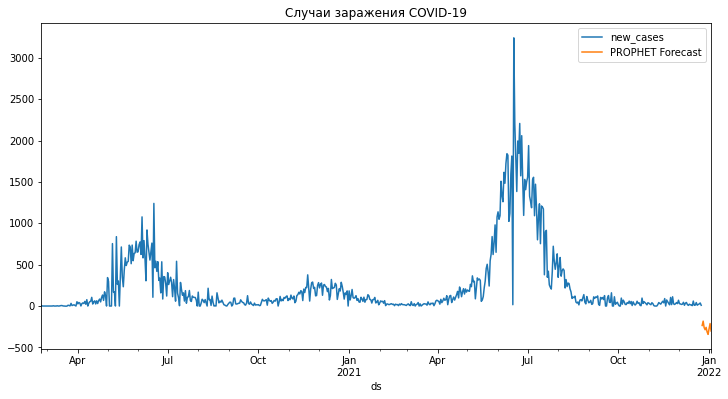 Случаи заражения COVID-19
new_cases
PROPHET Forecast
3000
2500
2000
1500
1000
500
0
−500
Apr
Jul
Oct
Jan
2021
Apr
Jul
Oct
Jan
2022
ds